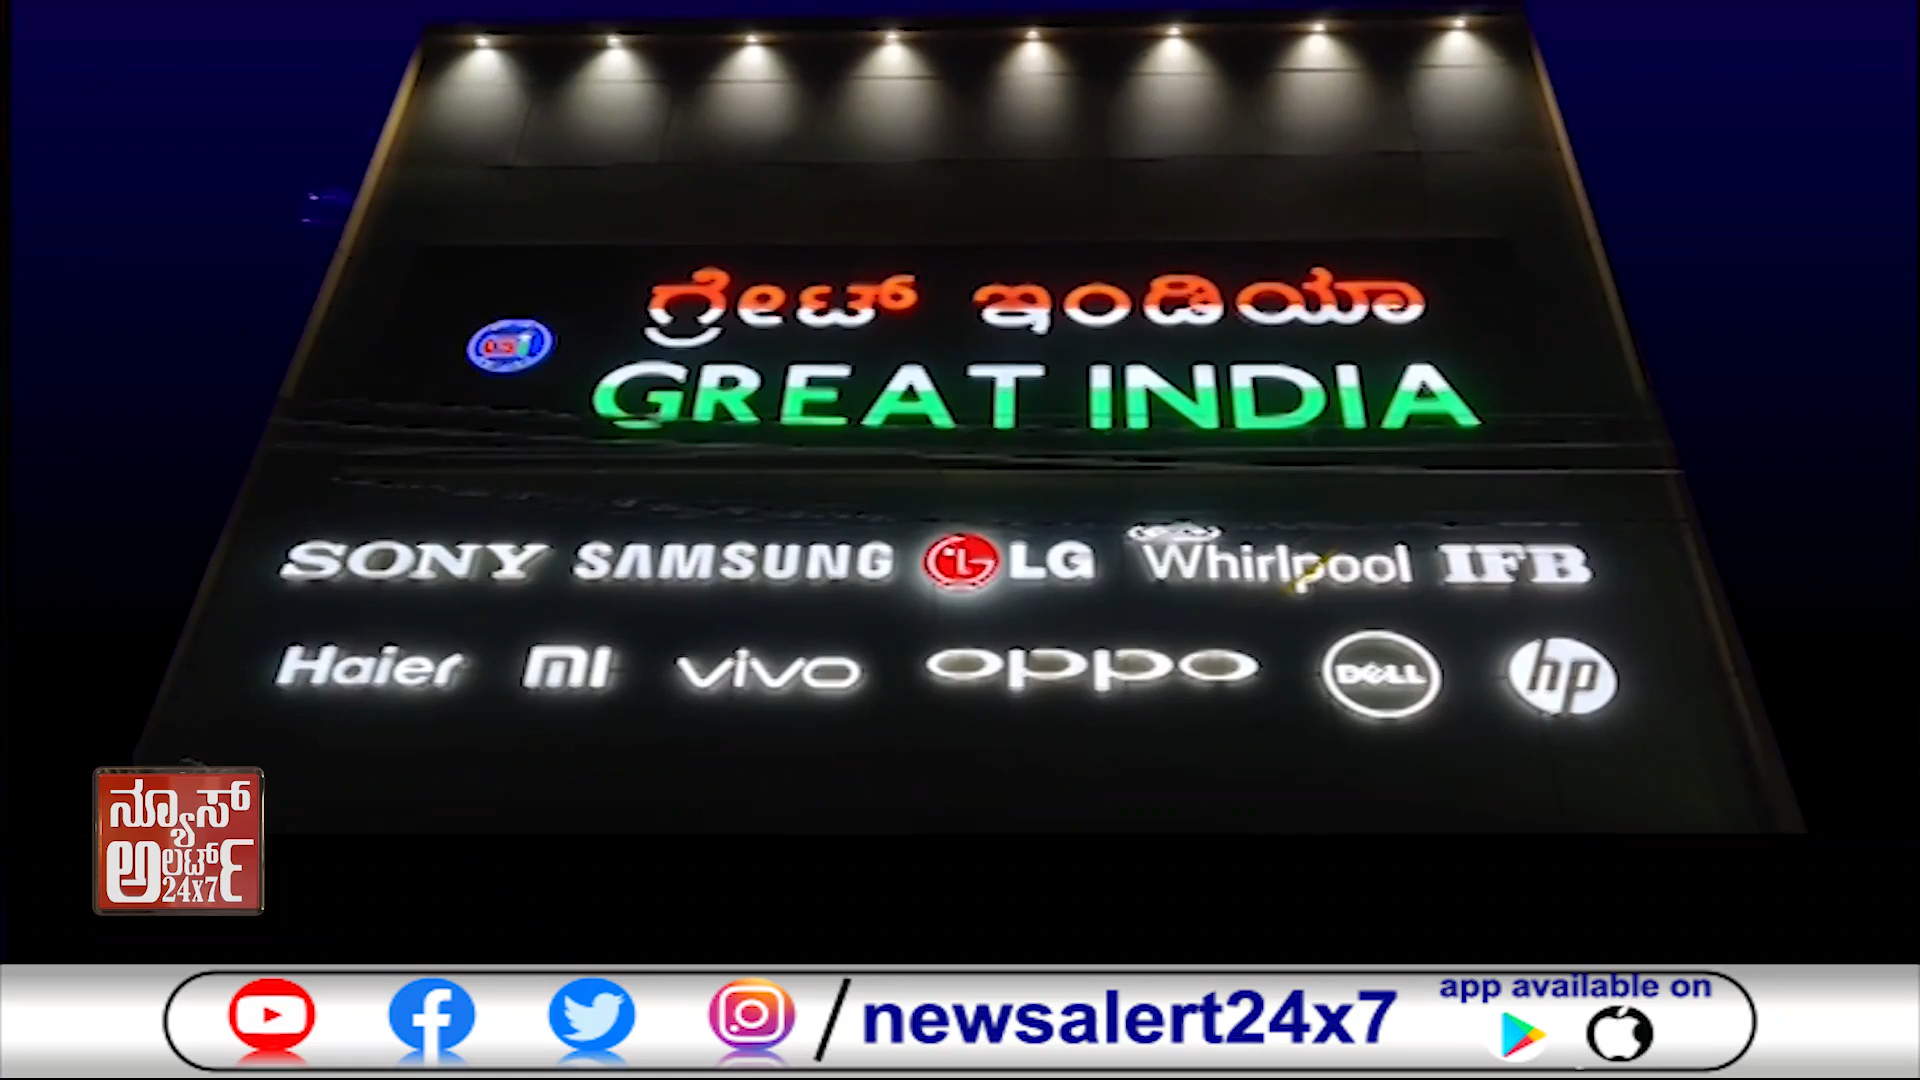 ಗ್ರೇಟ್ ಇಂಡಿಯಾ
GREAT INDIA
SONY SAMSUNG LG Whirlpool IFB
Haier mi vivo oppo DELL hp
ನ್ಯೂಸ್
ಅಲರ್ಟ್
24x7
/newsalert24x7
app available on